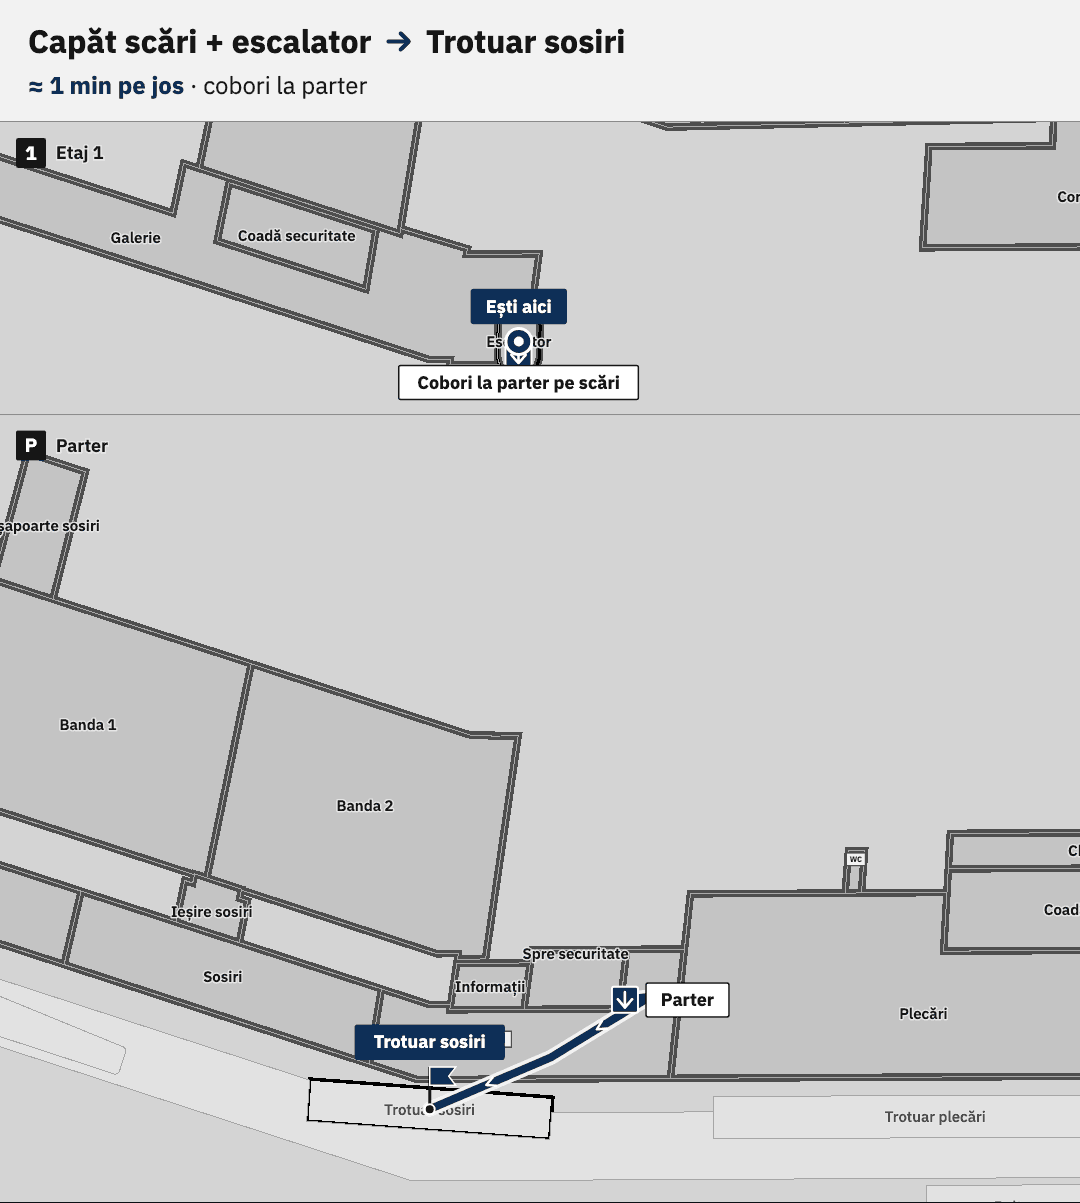 Capăt scări + escalator → Trotuar sosiri
≈ 1 min pe jos · cobori la parter
1 Etaj 1
Galerie
Coadă securitate
Ești aici
Cobori la parter pe scări
P Parter
sosiri
Banda 1
Banda 2
WC
Ieșire sosiri
Spre securitate
Informații
Sosiri
Parter
Plecări
Trotuar sosiri
sosiri
Trotuar plecări